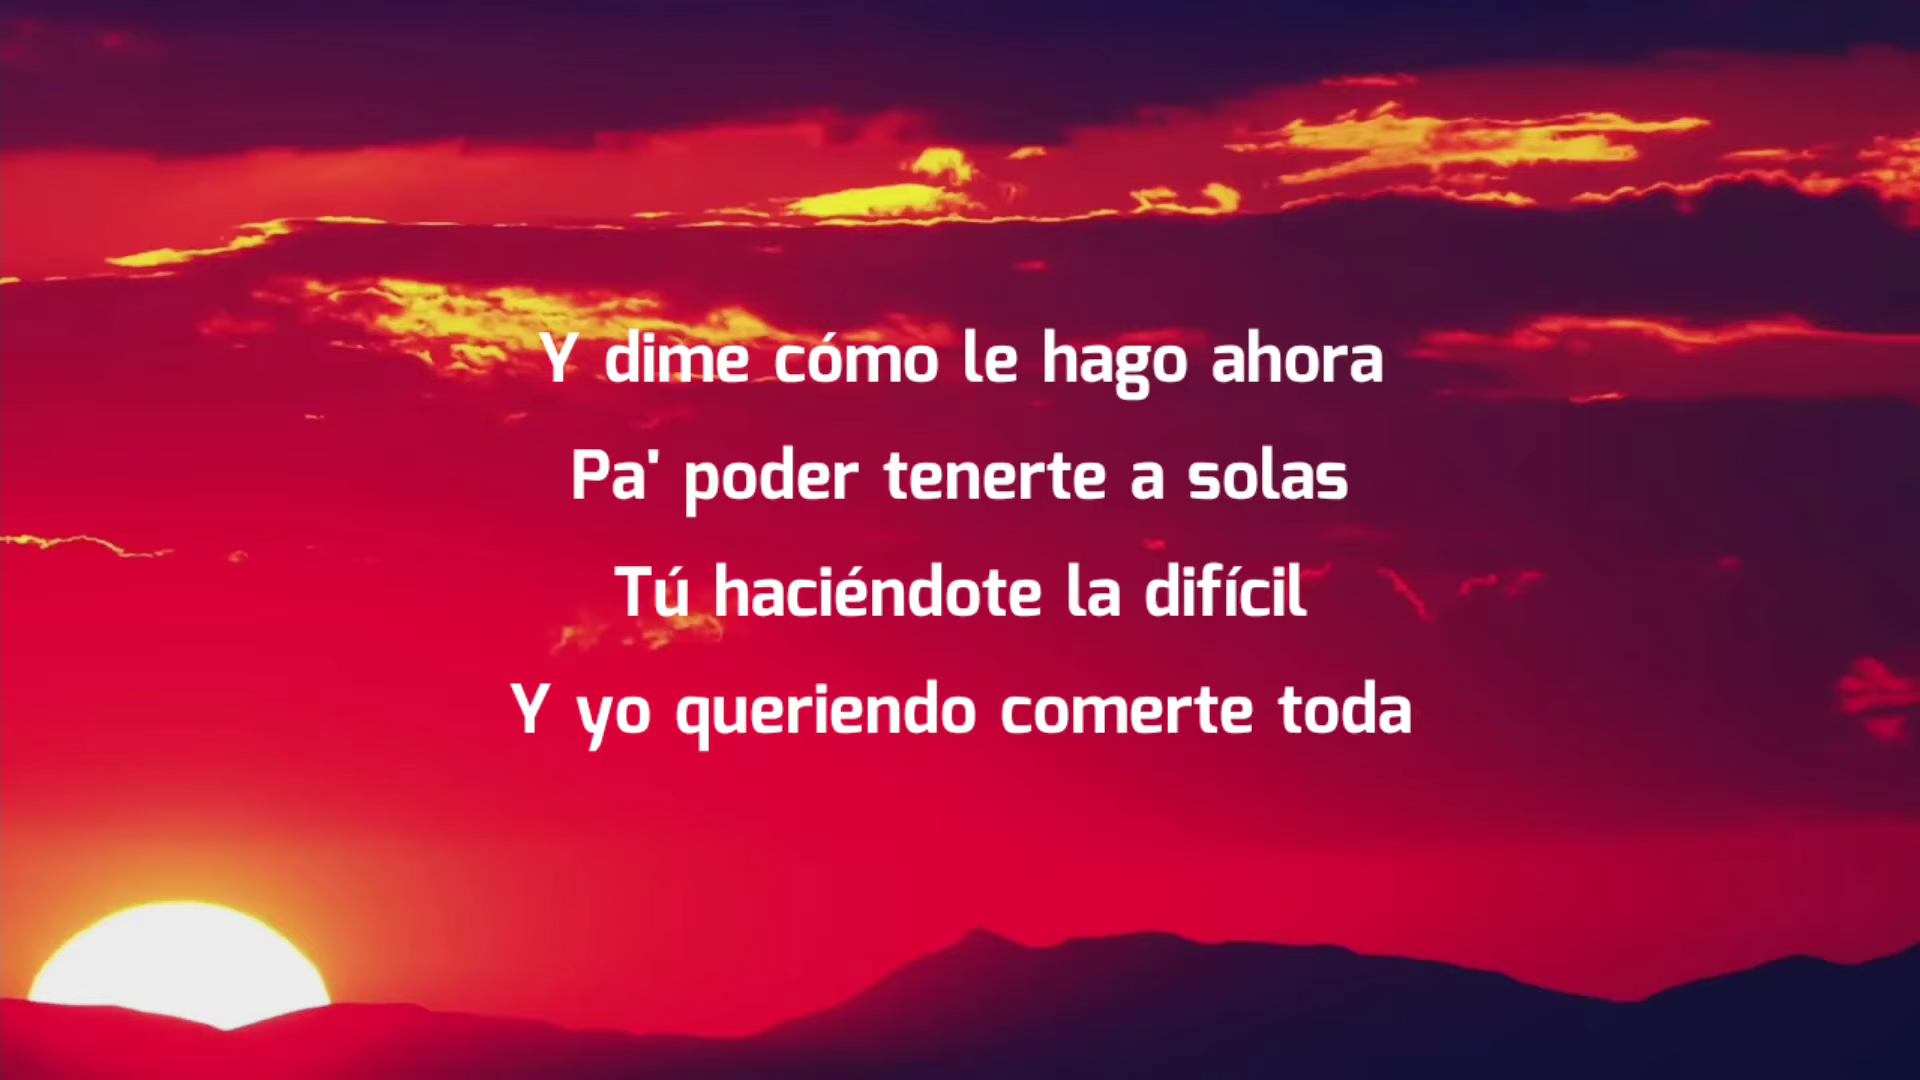 Y dime cómo le hago ahora
Pa' poder tenerte a solas
Tú haciéndote la difícil
Y yo queriendo comerte toda